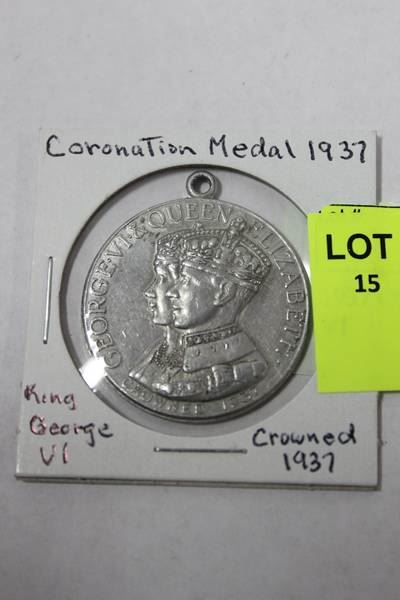 Coronation Medal 1937
GEORGE·VI·&·QUEEN·ELIZABETH·
CROWNED 1937
LOT
15
King
George
VI
Crowned
1937